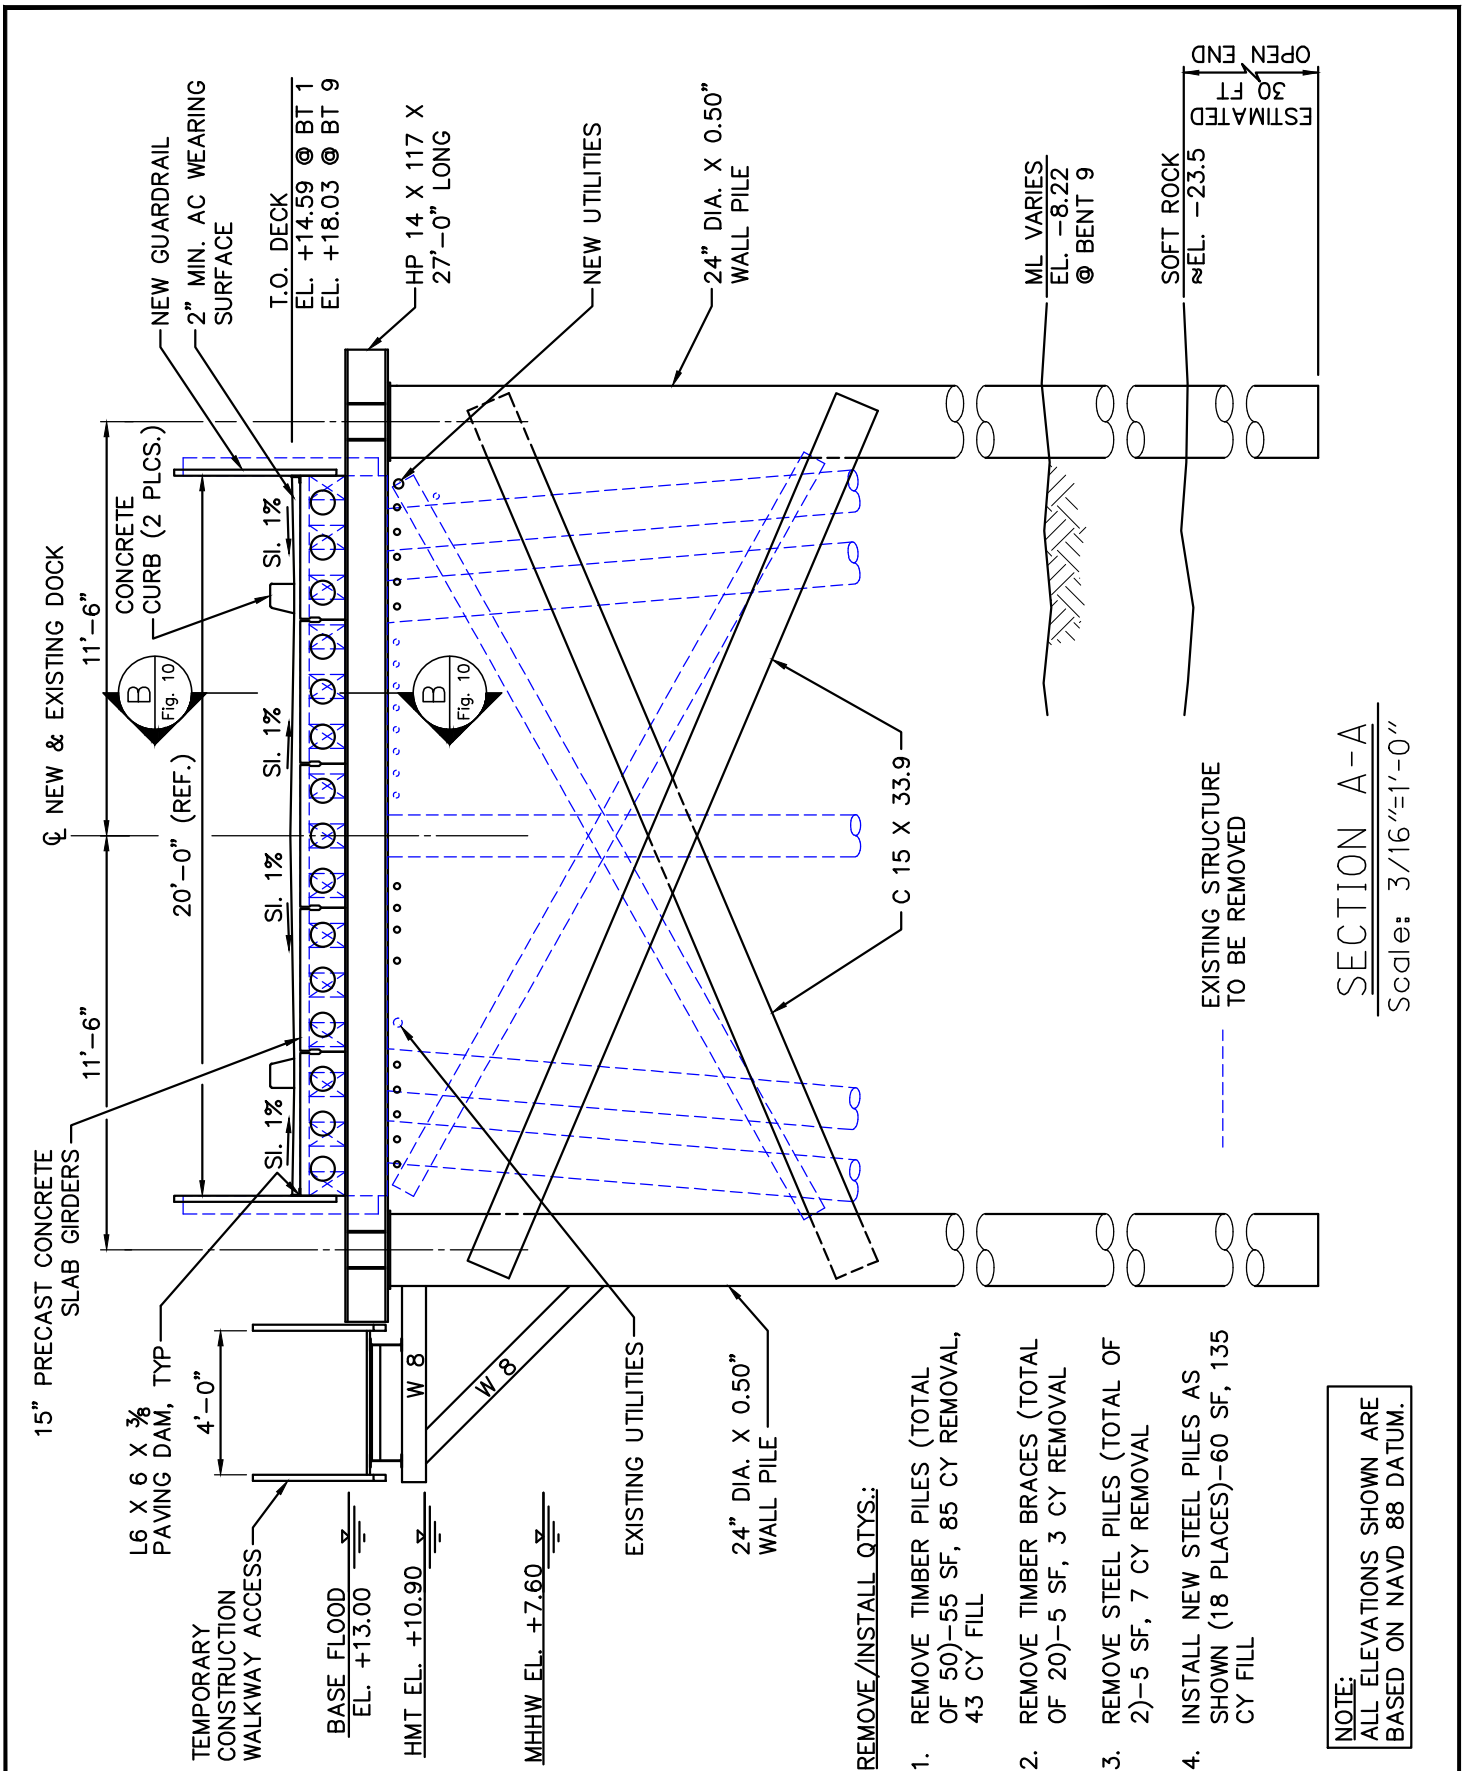 15" PRECAST CONCRETE
SLAB GIRDERS
L6 X 6 X 3/8
PAVING DAM, TYP
4'-0"
TEMPORARY
CONSTRUCTION
WALKWAY ACCESS
BASE FLOOD
EL. +13.00
HMT EL. +10.90
MHHW EL. +7.60
℄ NEW & EXISTING DOCK
11'-6"
11'-6"
20'-0" (REF.)
CONCRETE
CURB (2 PLCS.)
Sl. 1%
Sl. 1%
Sl. 1%
Sl. 1%
B
Fig. 10
B
Fig. 10
NEW GUARDRAIL
2" MIN. AC WEARING
SURFACE
T.O. DECK
EL. +14.59 @ BT 1
EL. +18.03 @ BT 9
HP 14 X 117 X
27'-0" LONG
NEW UTILITIES
24" DIA. X 0.50"
WALL PILE
W 8
W 8
EXISTING UTILITIES
24" DIA. X 0.50"
WALL PILE
C 15 X 33.9
ML VARIES
EL. -8.22
@ BENT 9
SOFT ROCK
≈EL. -23.5
ESTIMATED
30 FT
OPEN END
REMOVE/INSTALL QTYS.:
1. REMOVE TIMBER PILES (TOTAL
OF 50)-55 SF, 85 CY REMOVAL,
43 CY FILL
2. REMOVE TIMBER BRACES (TOTAL
OF 20)-5 SF, 3 CY REMOVAL
3. REMOVE STEEL PILES (TOTAL OF
2)-5 SF, 7 CY REMOVAL
4. INSTALL NEW STEEL PILES AS
SHOWN (18 PLACES)-60 SF, 135
CY FILL
EXISTING STRUCTURE
TO BE REMOVED
NOTE:
ALL ELEVATIONS SHOWN ARE
BASED ON NAVD 88 DATUM.
SECTION A-A
Scale: 3/16"=1'-0"